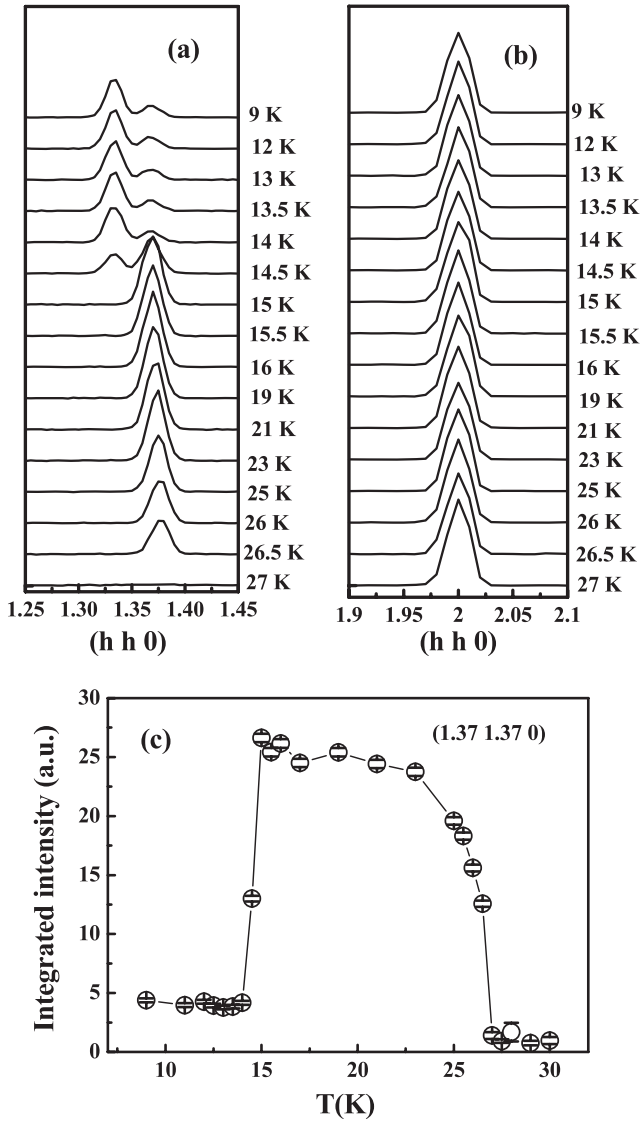 (a)
9 K
12 K
13 K
13.5 K
14 K
14.5 K
15 K
15.5 K
16 K
19 K
21 K
23 K
25 K
26 K
26.5 K
27 K
1.25 1.30 1.35 1.40 1.45
(h h 0)
(b)
9 K
12 K
13 K
13.5 K
14 K
14.5 K
15 K
15.5 K
16 K
19 K
21 K
23 K
25 K
26 K
26.5 K
27 K
1.9 1.95 2 2.05 2.1
(h h 0)
(c)
(1.37 1.37 0)
Integrated intensity (a.u.)
30
25
20
15
10
5
0
10 15 20 25 30
T(K)